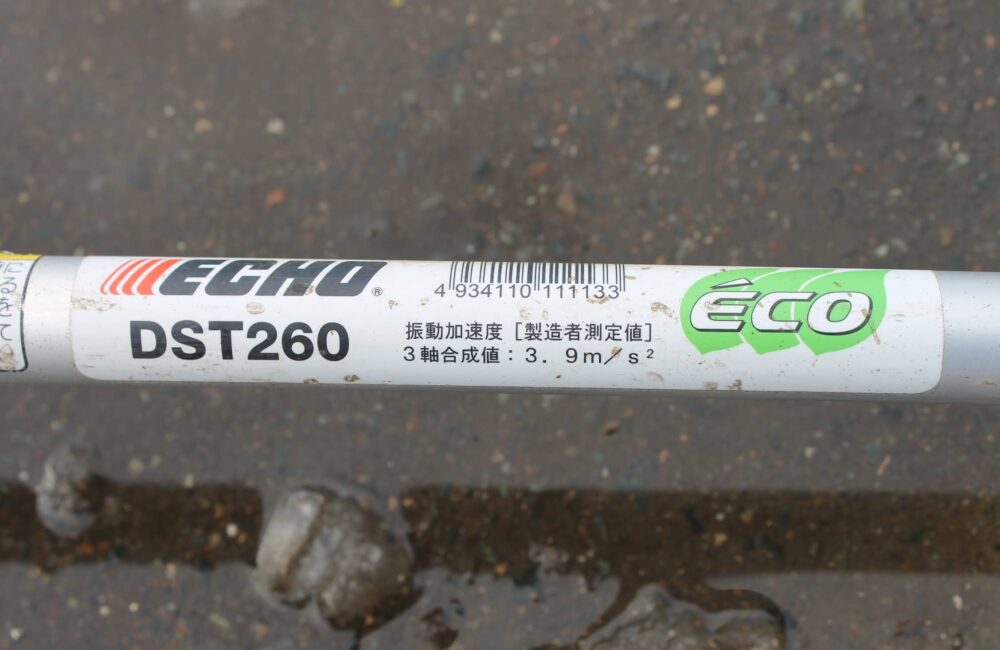 ECHO®
DST260
4 934110 111133
振動加速度［製造者測定値］
3軸合成値：3．9m／s²
ÉCO